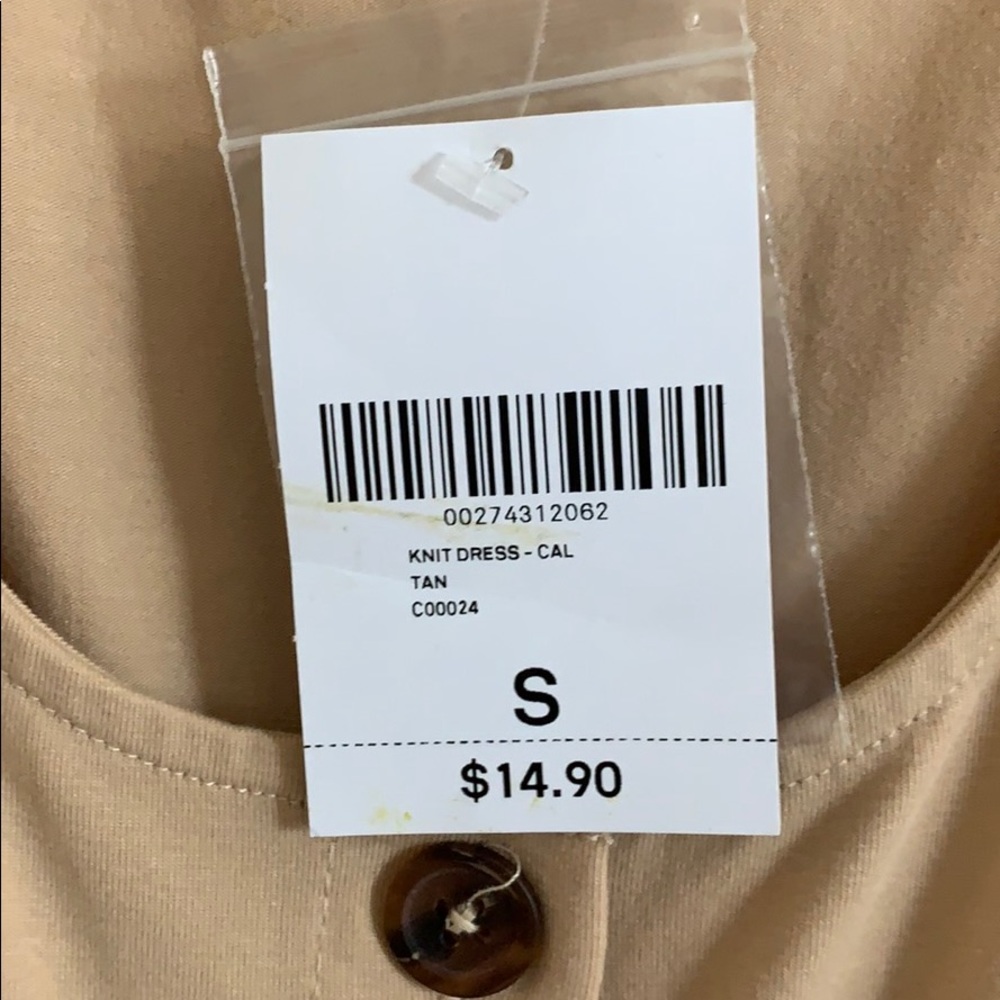 00274312062
KNIT DRESS - CAL
TAN
C00024
S
$14.90